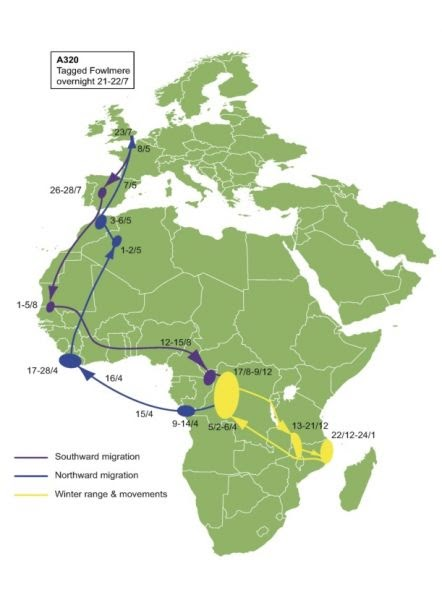 A320
Tagged Fowlmere
overnight 21-22/7
23/7
8/5
7/5
26-28/7
3-6/5
1-2/5
1-5/8
12-15/8
17/8-9/12
17-28/4
16/4
15/4
9-14/4
5/2-6/4
13-21/12
22/12-24/1
Southward migration
Northward migration
Winter range & movements